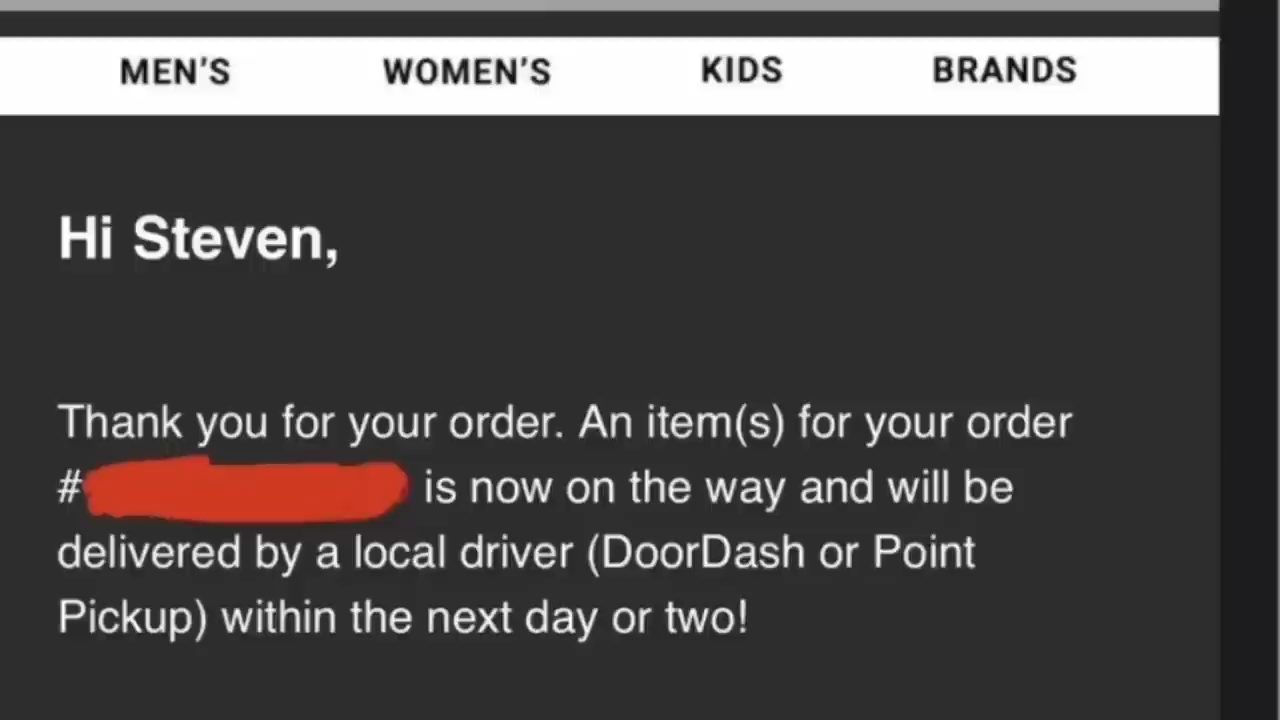 MEN'S WOMEN'S KIDS BRANDS
Hi Steven,
Thank you for your order. An item(s) for your order
# is now on the way and will be
delivered by a local driver (DoorDash or Point
Pickup) within the next day or two!